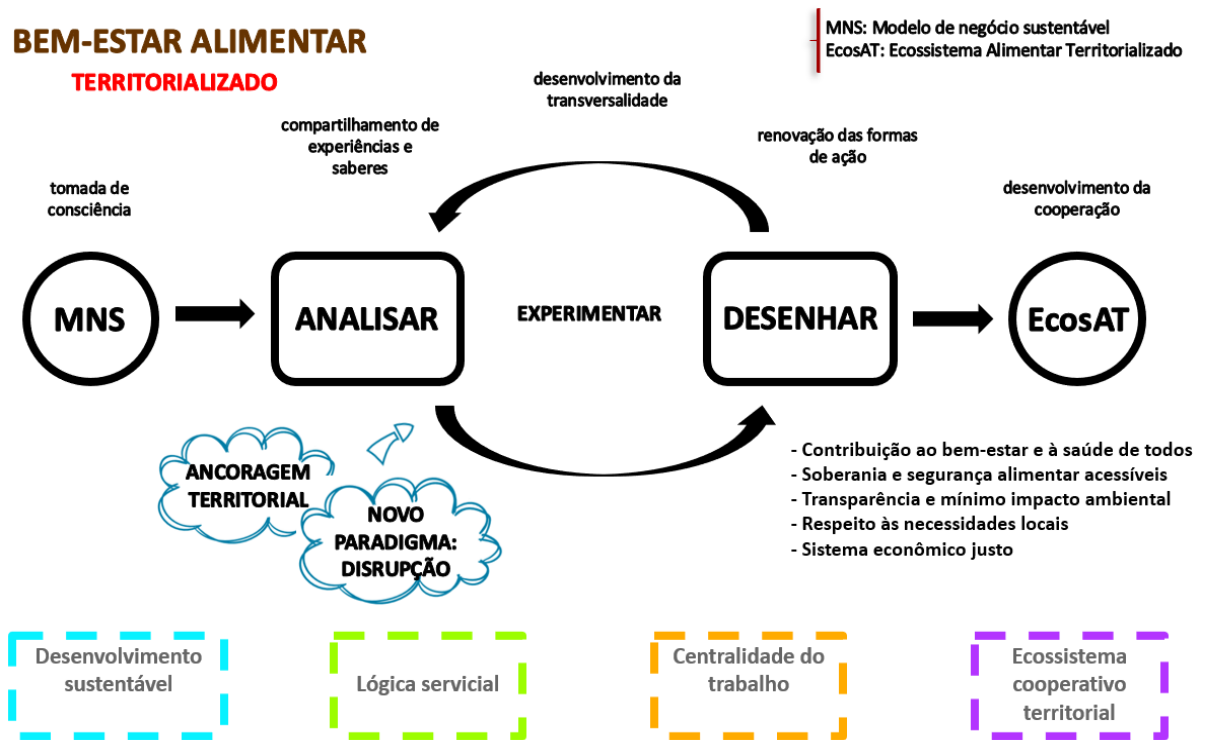 BEM-ESTAR ALIMENTAR
TERRITORIALIZADO
MNS: Modelo de negócio sustentável
EcosAT: Ecossistema Alimentar Territorializado
tomada de
consciência
compartilhamento de
experiências e
saberes
desenvolvimento da
transversalidade
renovação das formas
de ação
desenvolvimento da
cooperação
MNS
ANALISAR
EXPERIMENTAR
DESENHAR
EcosAT
ANCORAGEM
TERRITORIAL
NOVO
PARADIGMA:
DISRUPÇÃO
- Contribuição ao bem-estar e à saúde de todos
- Soberania e segurança alimentar acessíveis
- Transparência e mínimo impacto ambiental
- Respeito às necessidades locais
- Sistema econômico justo
Desenvolvimento
sustentável
Lógica servicial
Centralidade do
trabalho
Ecossistema
cooperativo
territorial